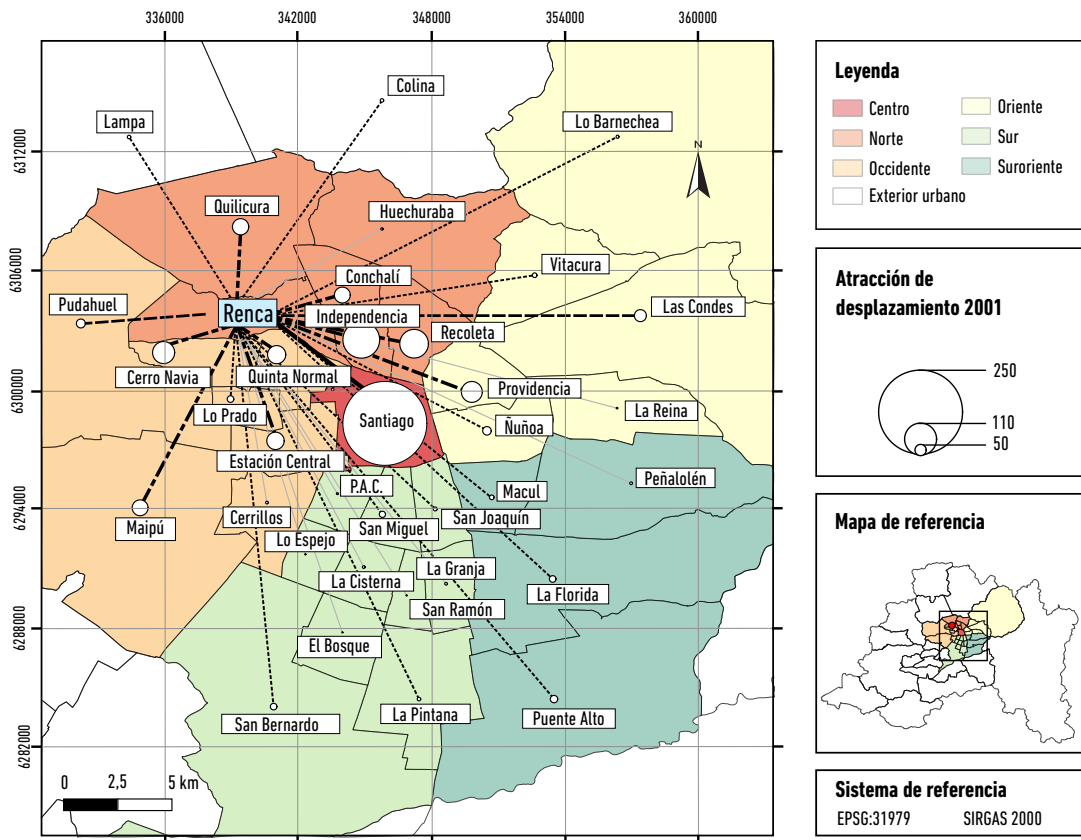 336000
342000
348000
354000
360000
6312000
6306000
6300000
6294000
6288000
6282000
Colina
Lampa
Lo Barnechea
Quilicura
Huechuraba
Vitacura
Conchalí
Pudahuel
Renca
Independencia
Las Condes
Recoleta
Cerro Navia
Quinta Normal
Providencia
Lo Prado
Santiago
La Reina
Ñuñoa
Estación Central
P.A.C.
Macul
Peñalolén
Maipú
Cerrillos
San Miguel
San Joaquín
Lo Espejo
La Cisterna
La Granja
La Florida
San Ramón
El Bosque
San Bernardo
La Pintana
Puente Alto
0 2,5 5 km
N
Leyenda
Centro
Oriente
Norte
Sur
Occidente
Suroriente
Exterior urbano
Atracción de
desplazamiento 2001
250
110
50
Mapa de referencia
Sistema de referencia
EPSG:31979 SIRGAS 2000